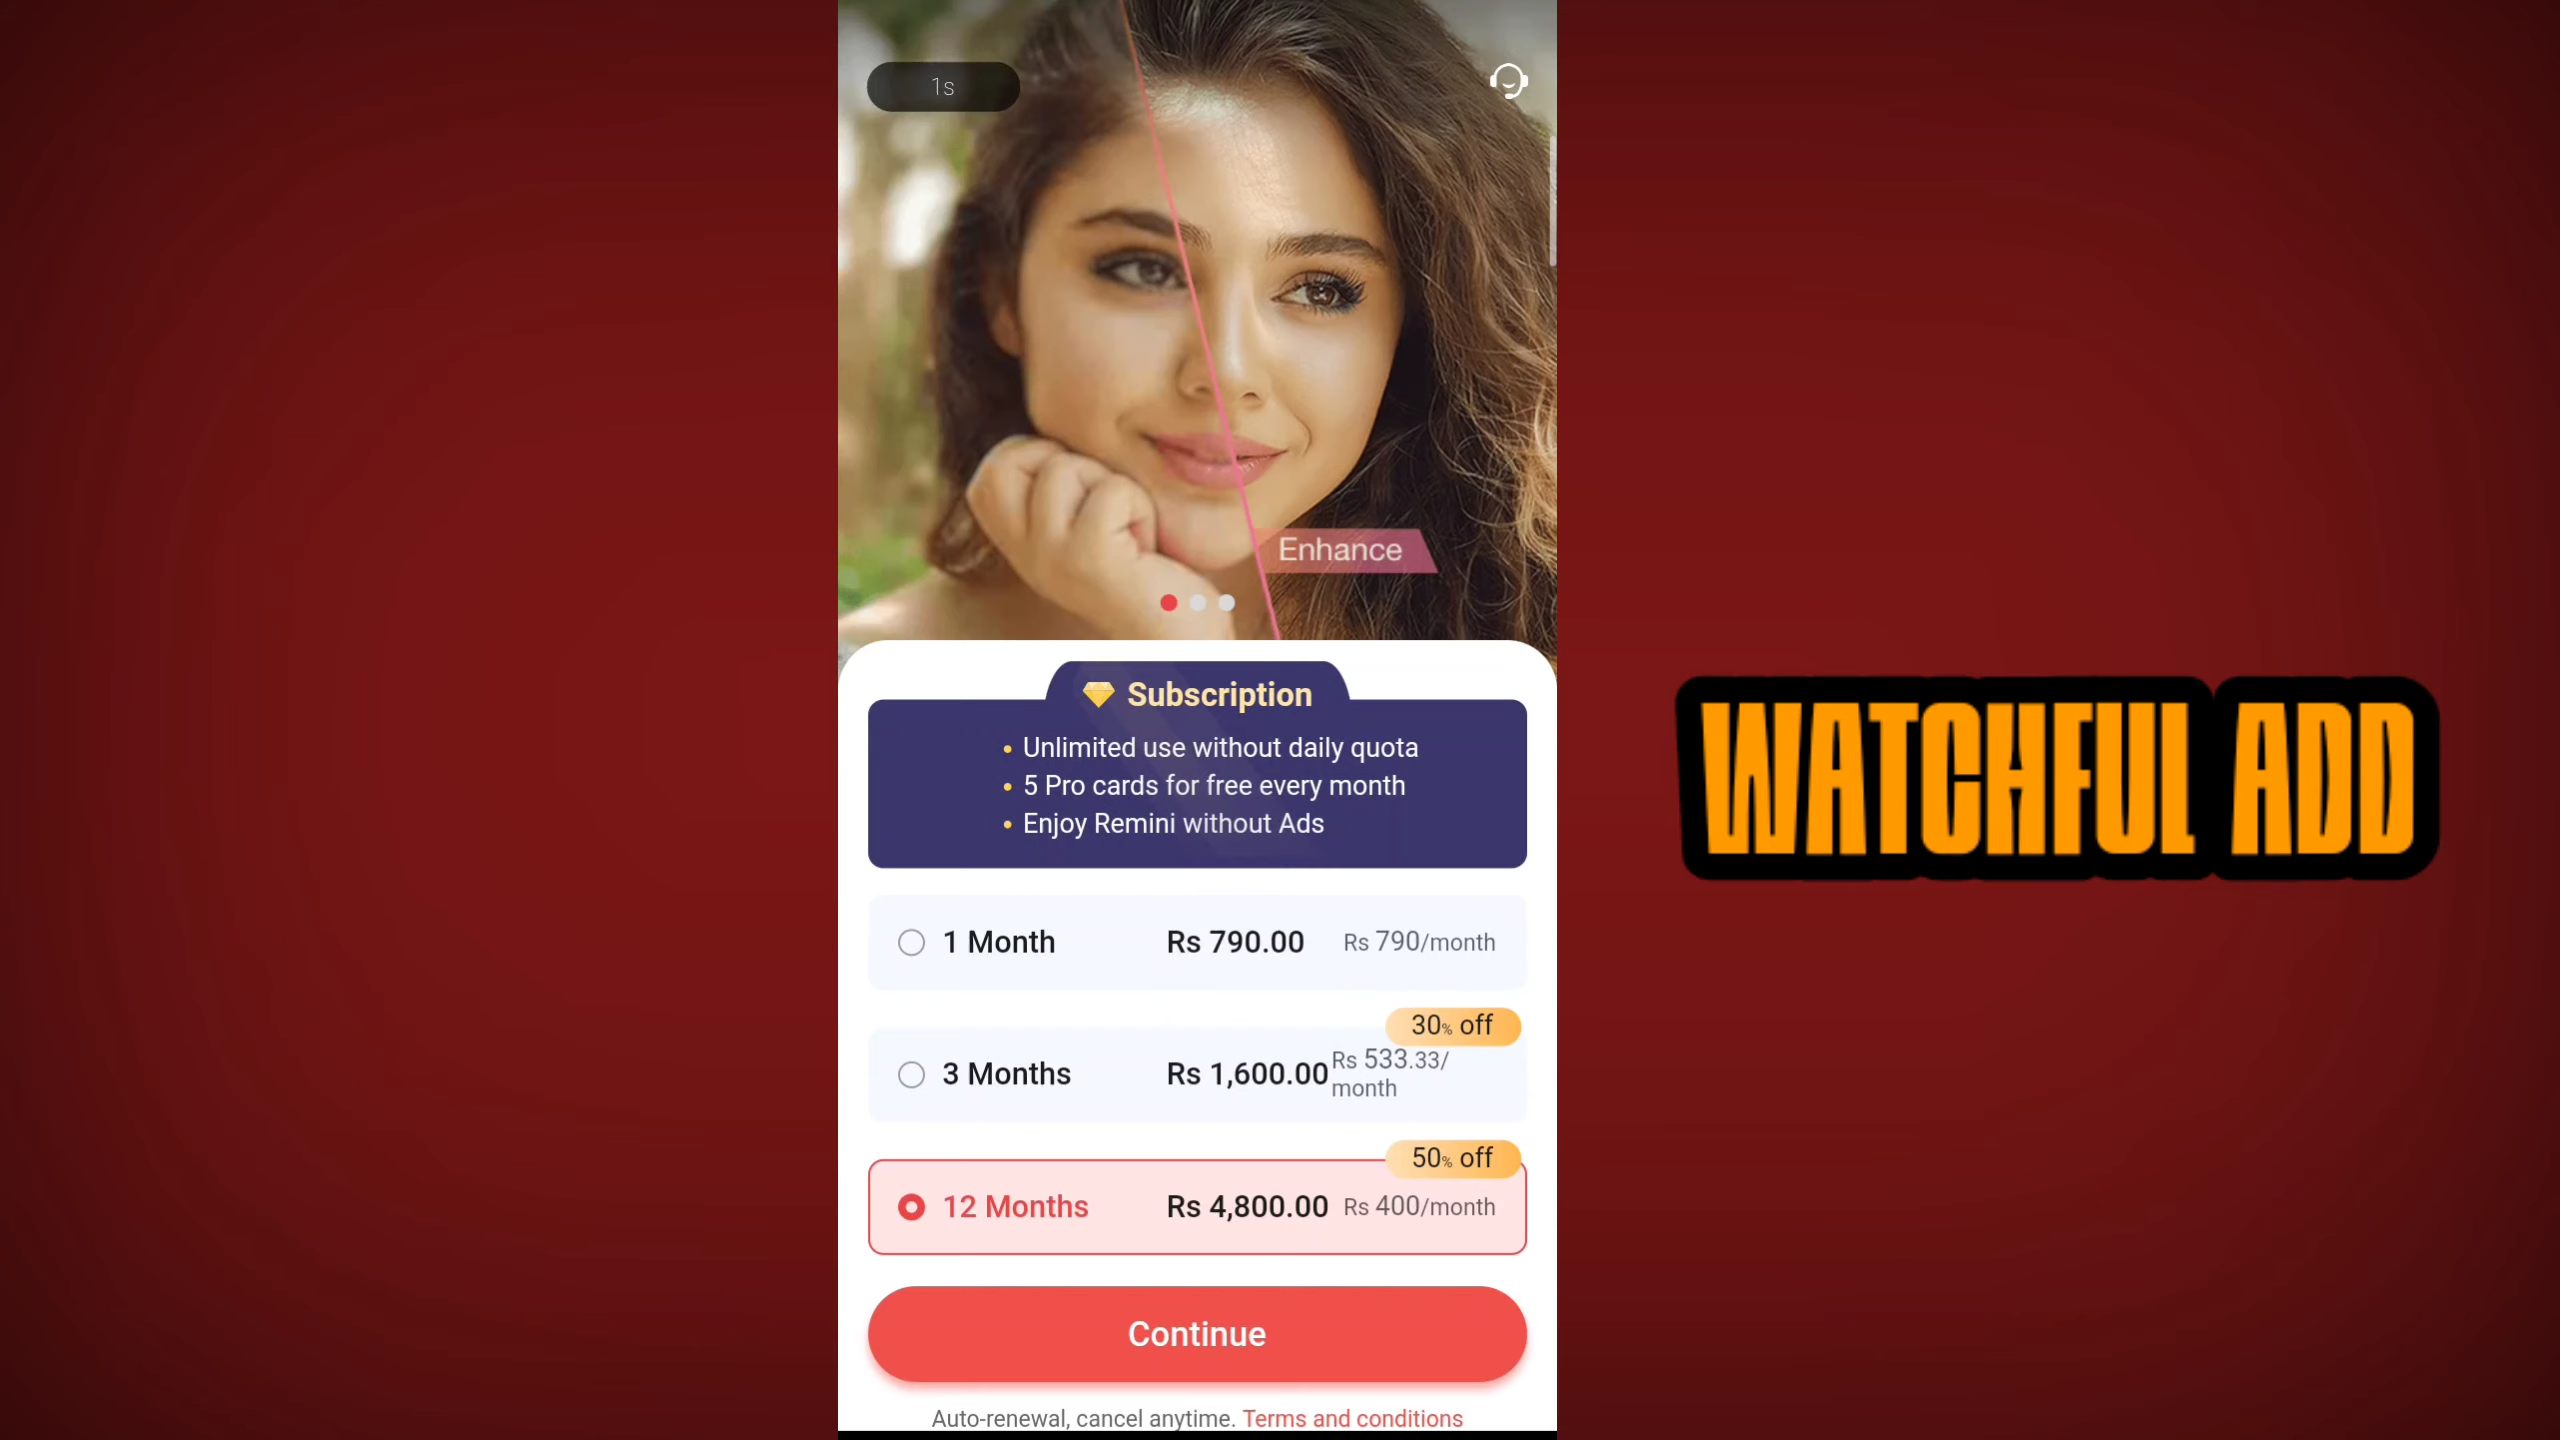 1s
Enhance
Subscription
• Unlimited use without daily quota
• 5 Pro cards for free every month
• Enjoy Remini without Ads
WATCHFUL ADD
1 Month Rs 790.00 Rs 790/month
30% off
3 Months Rs 1,600.00 Rs 533.33/
month
50% off
12 Months Rs 4,800.00 Rs 400/month
Continue
Auto-renewal, cancel anytime. Terms and conditions